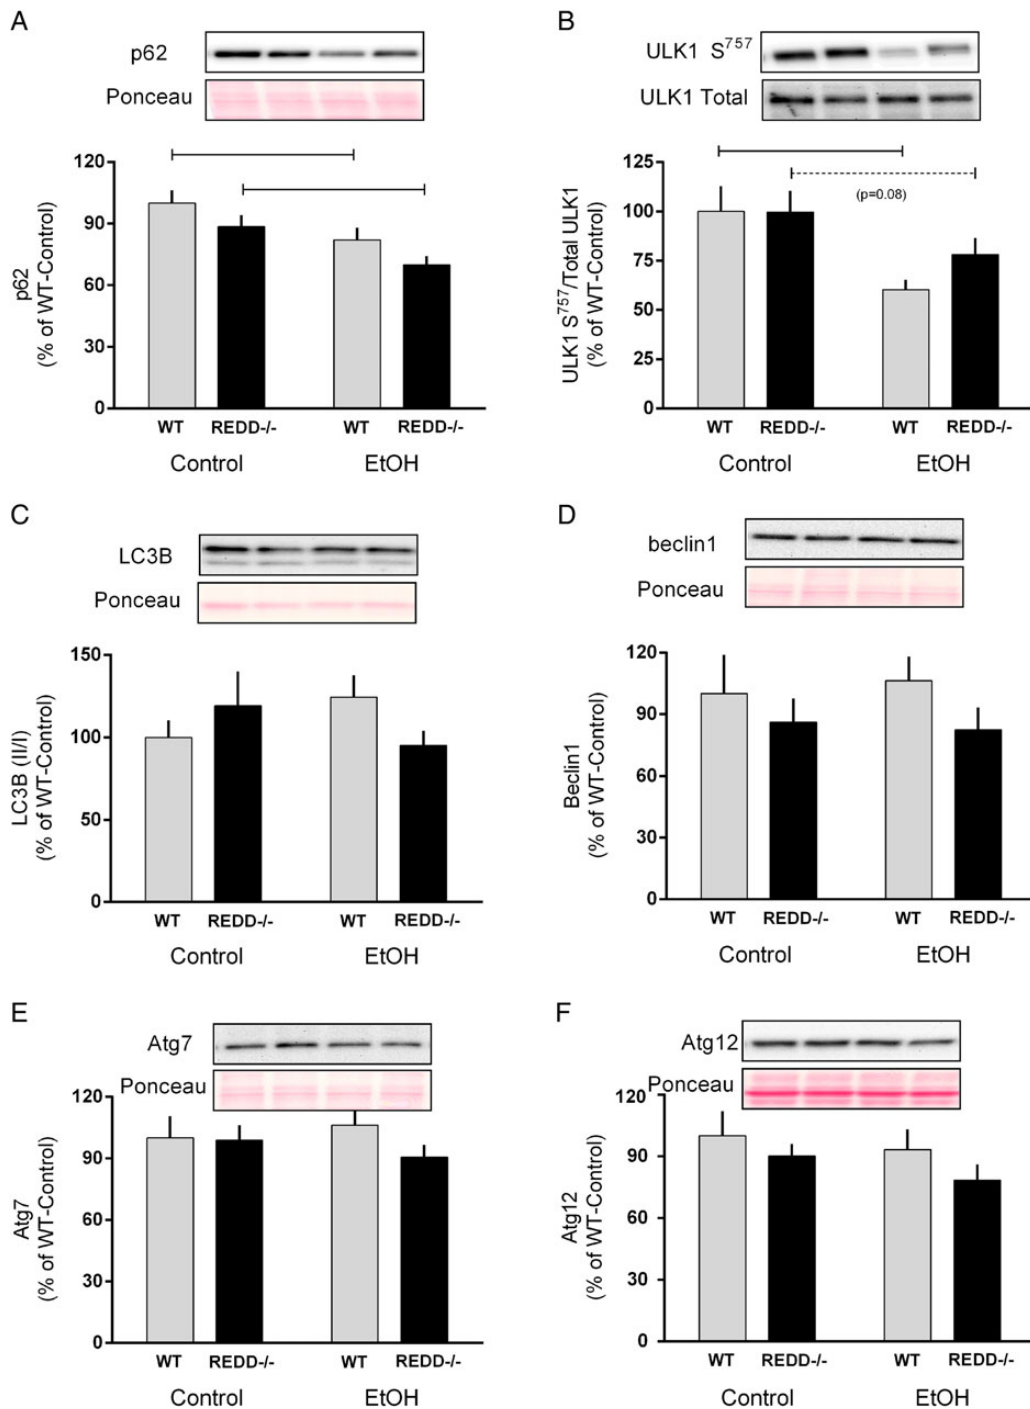 A
p62
Ponceau
120
90
60
30
0
p62
(% of WT-Control)
WT REDD-/- WT REDD-/-
Control EtOH
B
ULK1 S757
ULK1 Total
125
100
75
50
25
0
(p=0.08)
ULK1 S757/Total ULK1
(% of WT-Control)
WT REDD-/- WT REDD-/-
Control EtOH
C
LC3B
Ponceau
150
100
50
0
LC3B (II/I)
(% of WT-Control)
WT REDD-/- WT REDD-/-
Control EtOH
D
beclin1
Ponceau
120
90
60
30
0
Beclin1
(% of WT-Control)
WT REDD-/- WT REDD-/-
Control EtOH
E
Atg7
Ponceau
120
90
60
30
0
Atg7
(% of WT-Control)
WT REDD-/- WT REDD-/-
Control EtOH
F
Atg12
Ponceau
120
90
60
30
0
Atg12
(% of WT-Control)
WT REDD-/- WT REDD-/-
Control EtOH